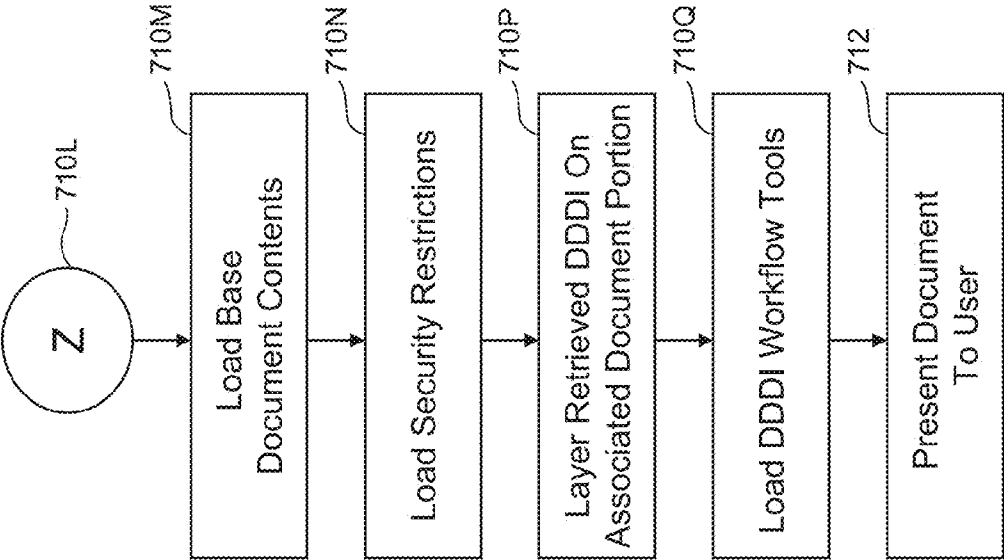 Z
710L
710M
Load Base
Document Contents
710N
Load Security Restrictions
710P
Layer Retrieved DDDI On
Associated Document Portion
710Q
Load DDDI Workflow Tools
712
Present Document
To User